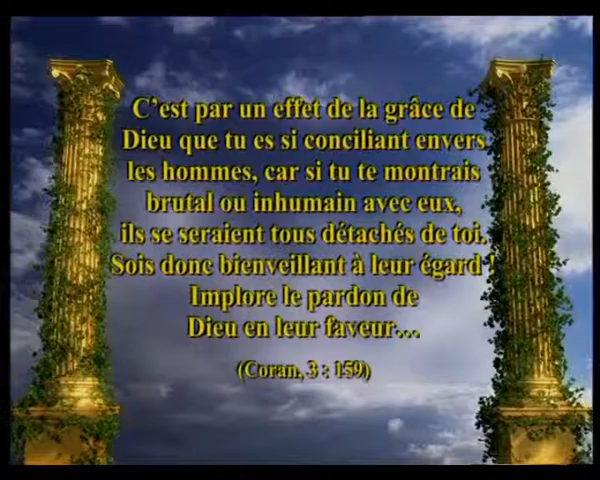 C'est par un effet de la grâce de
Dieu que tu es si conciliant envers
les hommes, car si tu te montrais
brutal ou inhumain avec eux,
ils se seraient tous détachés de toi.
Sois donc bienveillant à leur égard !
Implore le pardon de
Dieu en leur faveur...
(Coran, 3 : 159)